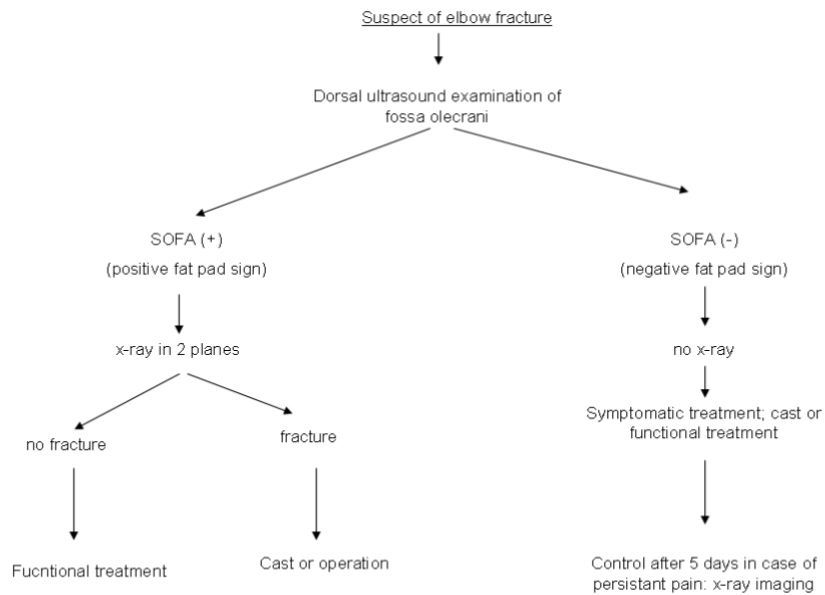 Suspect of elbow fracture
Dorsal ultrasound examination of
fossa olecrani
SOFA (+)
(positive fat pad sign)
SOFA (-)
(negative fat pad sign)
x-ray in 2 planes
no x-ray
no fracture
fracture
Symptomatic treatment; cast or
functional treatment
Fucntional treatment
Cast or operation
Control after 5 days in case of
persistant pain: x-ray imaging